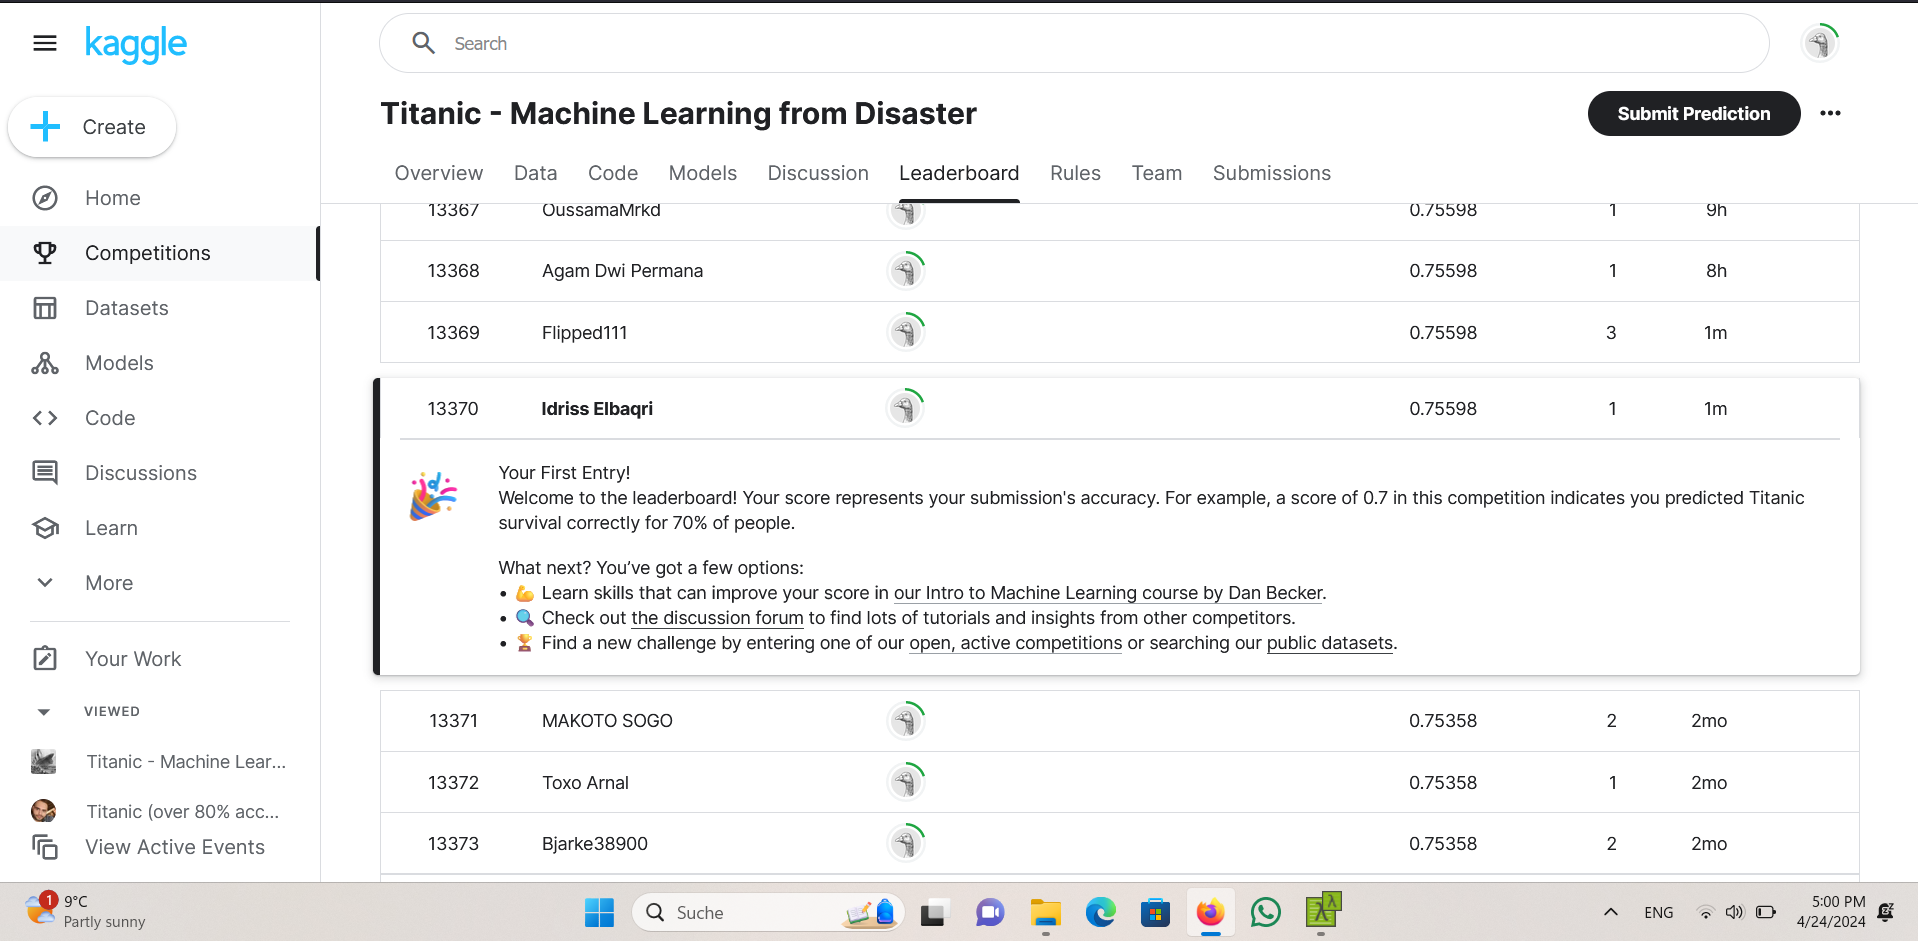 kaggle
Search
Create
Home
Competitions
Datasets
Models
Code
Discussions
Learn
More
Your Work
VIEWED
Titanic - Machine Lear...
Titanic (over 80% acc...
View Active Events
Titanic - Machine Learning from Disaster
Submit Prediction
Overview Data Code Models Discussion Leaderboard Rules Team Submissions
13367 OussamaMrkd 0.75598 1 9h
13368 Agam Dwi Permana 0.75598 1 8h
13369 Flipped111 0.75598 3 1m
13370 Idriss Elbaqri 0.75598 1 1m
Your First Entry!
Welcome to the leaderboard! Your score represents your submission's accuracy. For example, a score of 0.7 in this competition indicates you predicted Titanic
survival correctly for 70% of people.
What next? You’ve got a few options:
• 💪 Learn skills that can improve your score in our Intro to Machine Learning course by Dan Becker.
• 🔍 Check out the discussion forum to find lots of tutorials and insights from other competitors.
• 🏆 Find a new challenge by entering one of our open, active competitions or searching our public datasets.
13371 MAKOTO SOGO 0.75358 2 2mo
13372 Toxo Arnal 0.75358 1 2mo
13373 Bjarke38900 0.75358 2 2mo
1
9°C
Partly sunny
Suche
λ λ
ENG
5:00 PM
4/24/2024